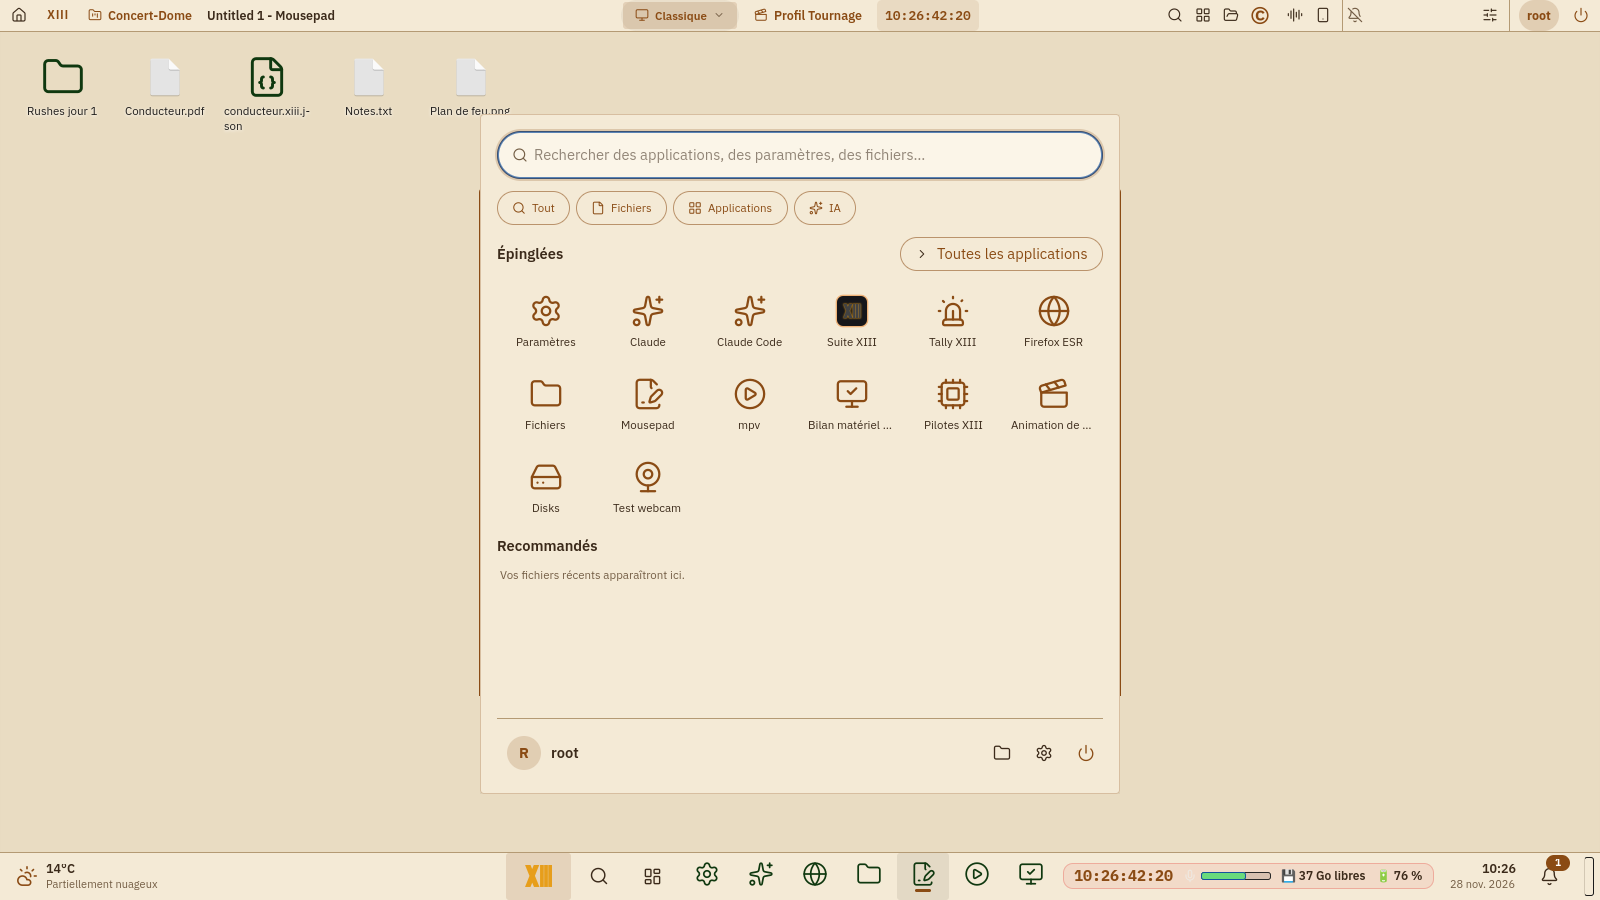 XIII
Concert-Dome
Untitled 1 - Mousepad
Classique
Profil Tournage
10:26:42:20
root
Rushes jour 1
Conducteur.pdf
conducteur.xiii.j-
son
Notes.txt
Plan de feu.png
Rechercher des applications, des paramètres, des fichiers...
Tout
Fichiers
Applications
IA
Épinglées
Toutes les applications
Paramètres
Claude
Claude Code
Suite XIII
Tally XIII
Firefox ESR
Fichiers
Mousepad
mpv
Bilan matériel ...
Pilotes XIII
Animation de ...
Disks
Test webcam
Recommandés
Vos fichiers récents apparaîtront ici.
R
root
14°C
Partiellement nuageux
XIII
10:26:42:20
37 Go libres
76 %
10:26
28 nov. 2026
1